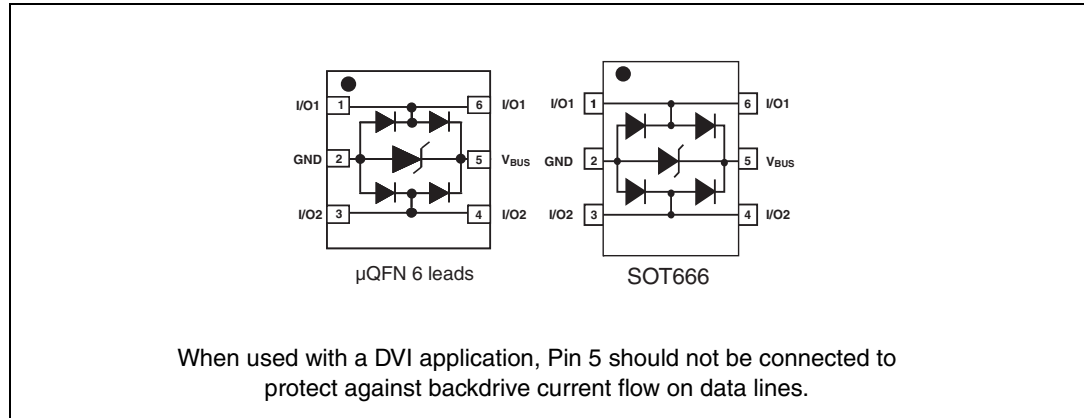 I/O1 1 6 I/O1
GND 2 5 VBUS
I/O2 3 4 I/O2
µQFN 6 leads
I/O1 1 6 I/O1
GND 2 5 VBUS
I/O2 3 4 I/O2
SOT666
When used with a DVI application, Pin 5 should not be connected to
protect against backdrive current flow on data lines.